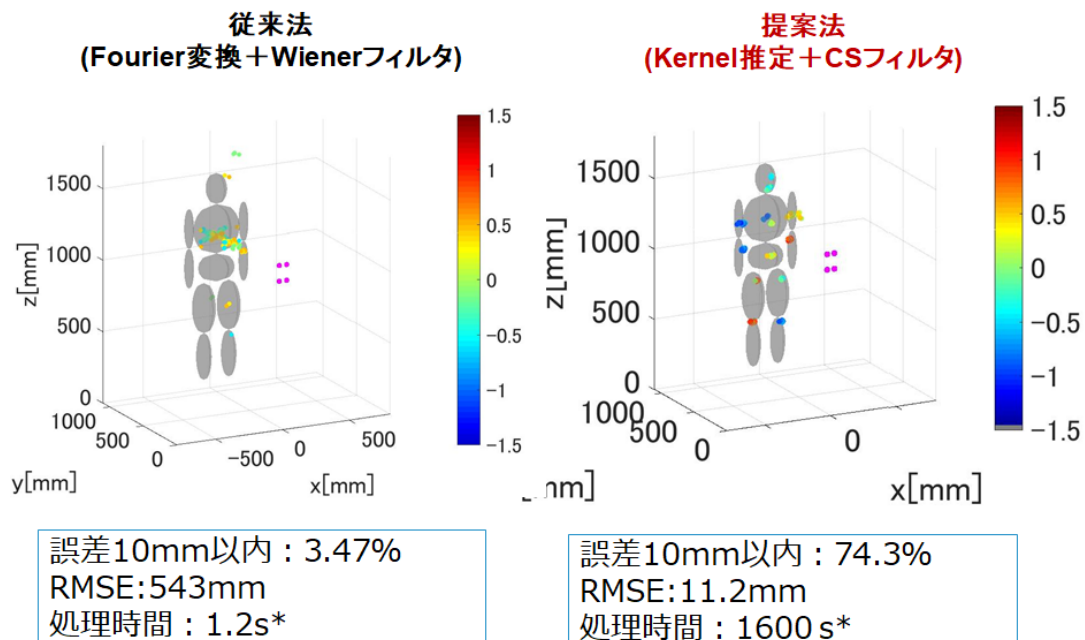 従来法
(Fourier変換＋Wienerフィルタ)
1.5
1
0.5
0
−0.5
−1
−1.5
1500
1000
500
0
z[mm]
1000
500
0
y[mm]
−500
0
500
x[mm]
誤差10mm以内：3.47%
RMSE:543mm
処理時間：1.2s*
提案法
(Kernel推定＋CSフィルタ)
1.5
1
0.5
0
−0.5
−1
−1.5
1500
1000
500
0
z[mm]
1000
500
0
0
x[mm]
誤差10mm以内：74.3%
RMSE:11.2mm
処理時間：1600 s*